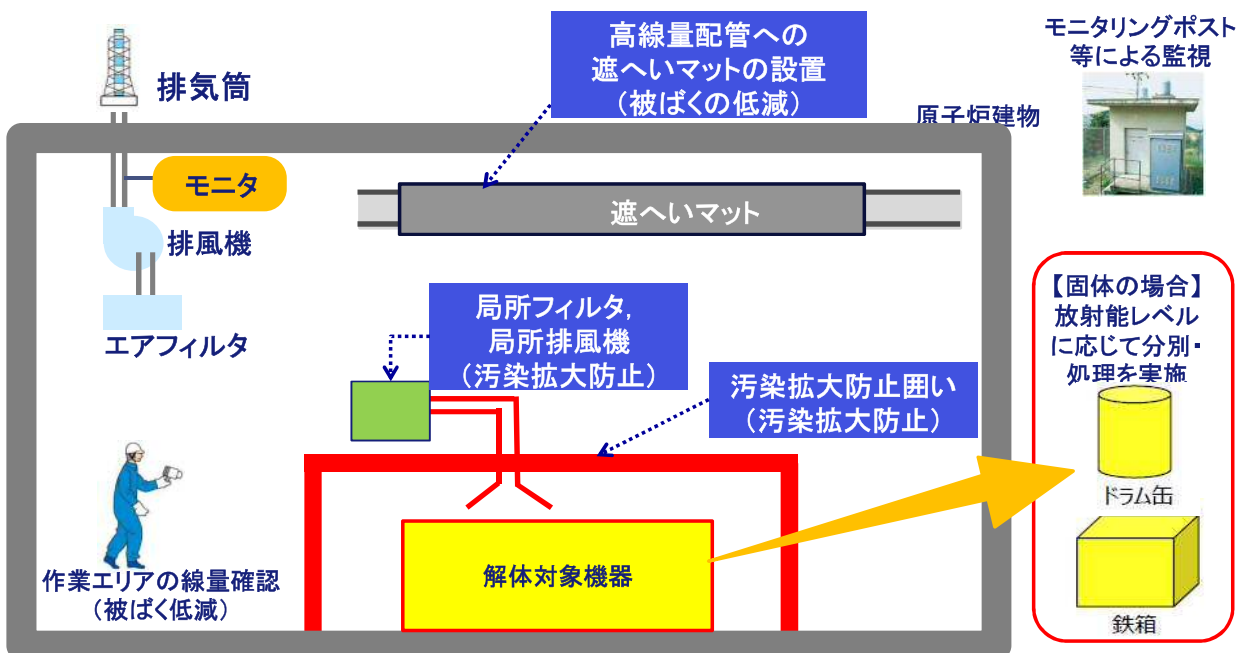 高線量配管への
遮へいマットの設置
(被ばくの低減)
モニタリングポスト
等による監視
排気筒
原子炉建物
モニタ
遮へいマット
排風機
エアフィルタ
局所フィルタ,
局所排風機
(汚染拡大防止)
汚染拡大防止囲い
(汚染拡大防止)
【固体の場合】
放射能レベル
に応じて分別・
処理を実施
ドラム缶
鉄箱
作業エリアの線量確認
(被ばく低減)
解体対象機器